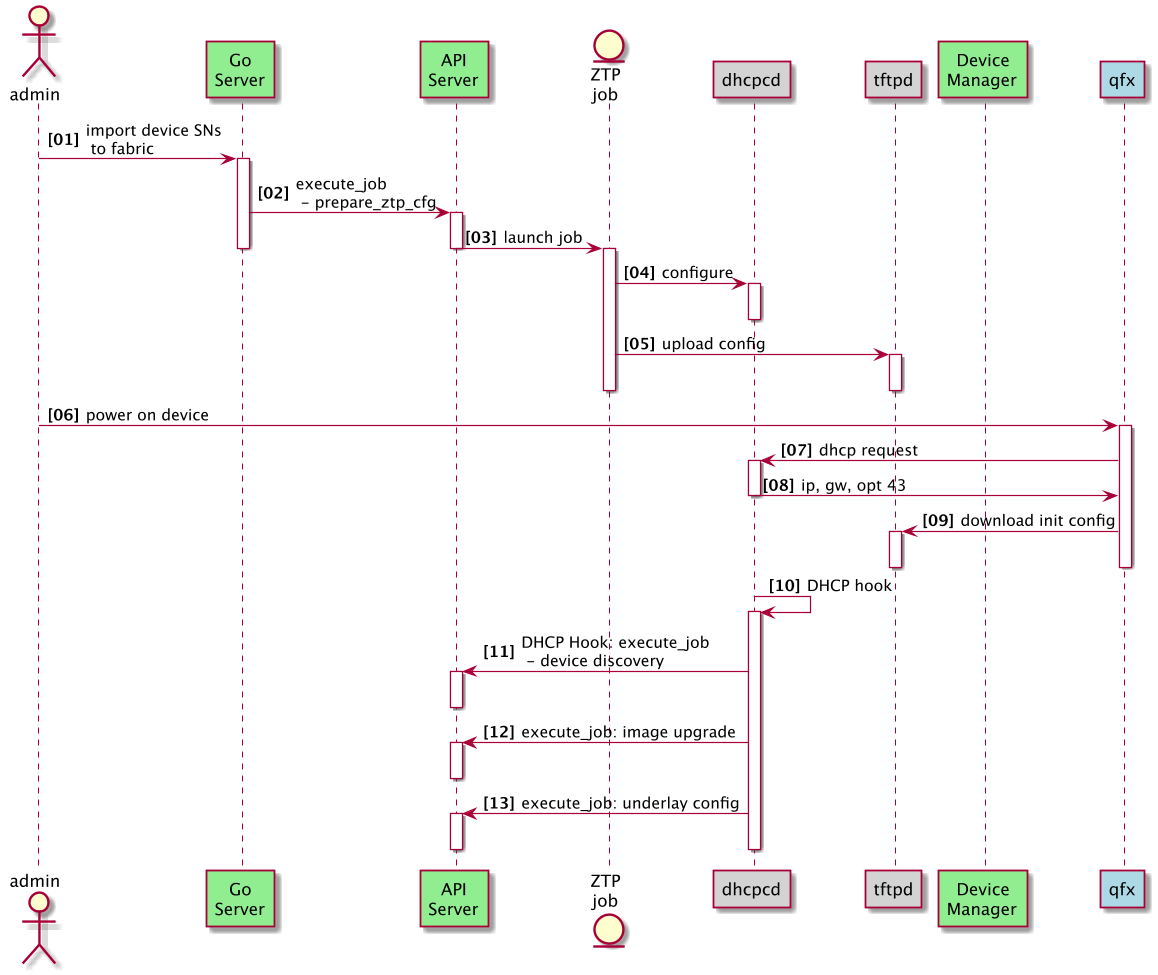 admin
Go
Server
API
Server
ZTP
job
dhcpcd
tftpd
Device
Manager
qfx
[01] import device SNs
to fabric
[02] execute_job
- prepare_ztp_cfg
[03] launch job
[04] configure
[05] upload config
[06] power on device
[07] dhcp request
[08] ip, gw, opt 43
[09] download init config
[10] DHCP hook
[11] DHCP Hook: execute_job
- device discovery
[12] execute_job: image upgrade
[13] execute_job: underlay config
admin
Go
Server
API
Server
ZTP
job
dhcpcd
tftpd
Device
Manager
qfx